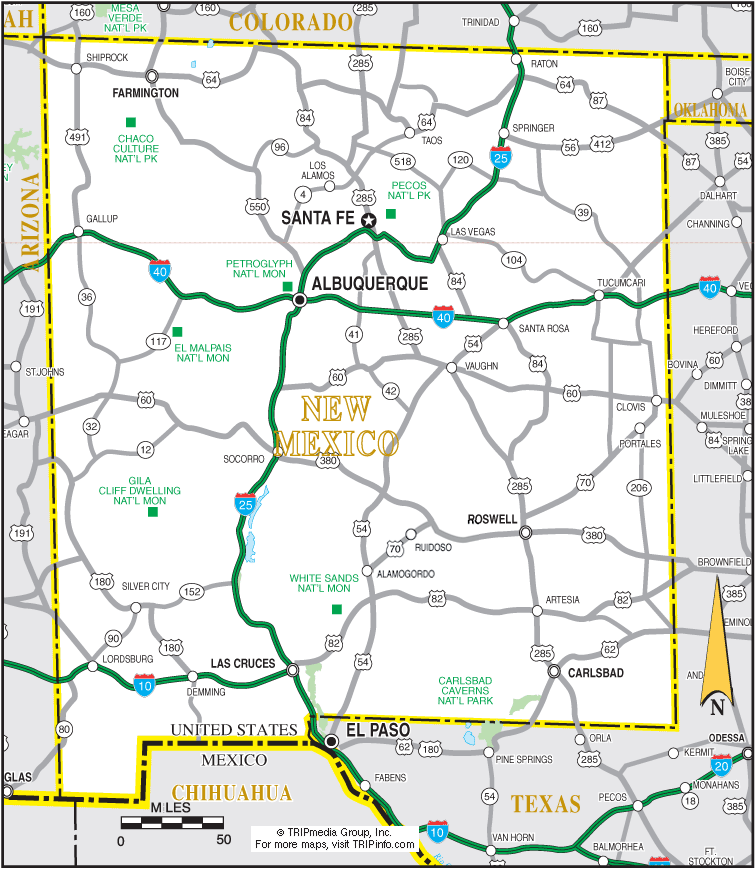 AH
160
MESA
VERDE
NAT'L PK
160
COLORADO
285
TRINIDAD
160
SHIPROCK
FARMINGTON
64
285
RATON
64
87
BOISE
CITY
OKLAHOMA
CHACO
CULTURE
NAT'L PK
491
84
64
TAOS
SPRINGER
25
56
412
385
54
96
LOS
ALAMOS
518
120
87
DALHART
ARIZONA
550
4
285
PECOS
NAT'L PK
39
CHANNING
GALLUP
SANTA FE
LAS VEGAS
385
40
PETROGLYPH
NAT'L MON
ALBUQUERQUE
84
104
TUCUMCARI
40
VEG
36
191
117
EL MALPAIS
NAT'L MON
41
285
40
54
SANTA ROSA
HEREFORD
ST.JOHNS
60
42
VAUGHN
84
60
BOVINA
60
DIMMITT
60
NEW
MEXICO
CLOVIS
MULESHOE
38
EAGAR
32
12
SOCORRO
380
PORTALES
84
SPRING
LAKE
GILA
CLIFF DWELLING
NAT'L MON
285
70
206
LITTLEFIELD
25
191
54
70
RUIDOSO
ROSWELL
380
BROWNFIELD
ALAMOGORDO
180
SILVER CITY
152
WHITE SANDS
NAT'L MON
82
ARTESIA
82
385
EMINOL
90
180
82
LORDSBURG
LAS CRUCES
54
285
62
CARLSBAD
AND
10
DEMMING
CARLSBAD
CAVERNS
NAT'L PARK
N
80
UNITED STATES
EL PASO
62
180
ORLA
ODESSA
MEXICO
PINE SPRINGS
285
KERMIT
20
GLAS
CHIHUAHUA
FABENS
54
TEXAS
PECOS
MONAHANS
18
MILES
0
50
© TRIPmedia Group, Inc.
For more maps, visit TRIPinfo.com
10
VAN HORN
BALMORHEA
FT.
STOCKTON